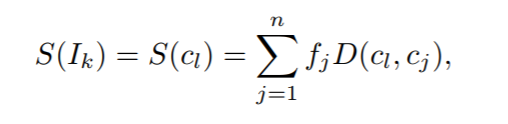 $$S(I_k) = S(c_l) = \sum_{j=1}^{n} f_j D(c_l, c_j),$$